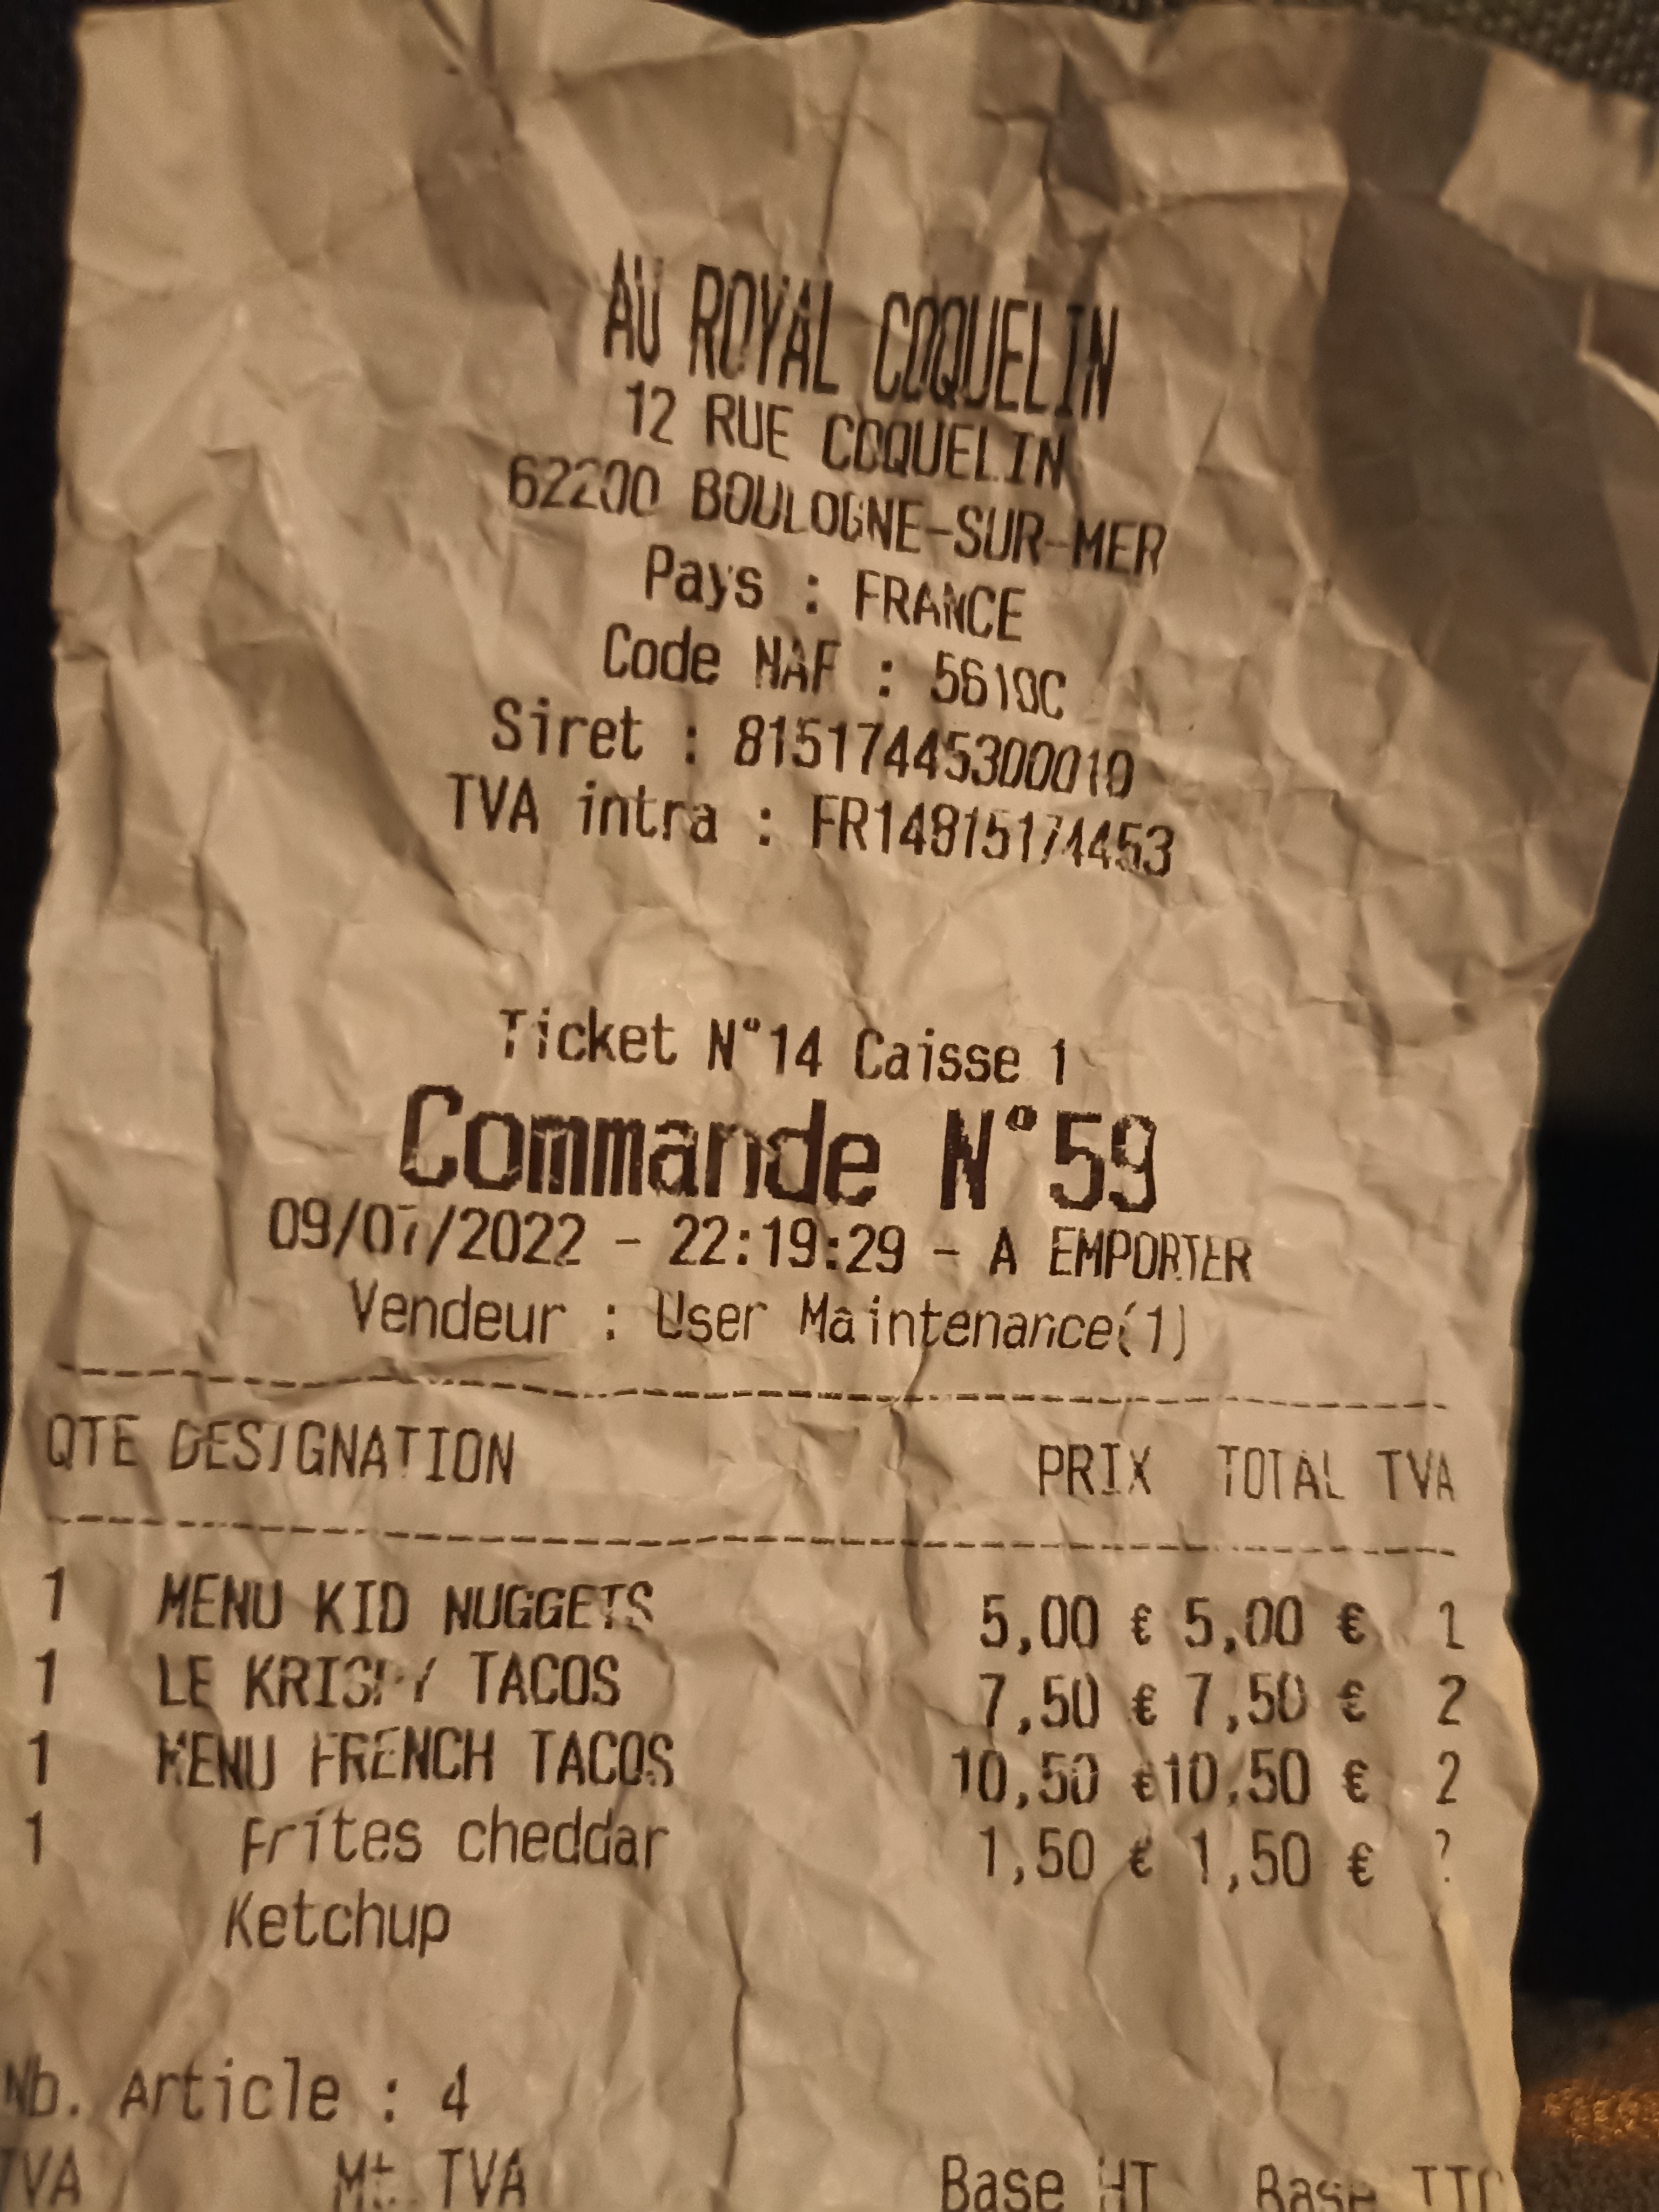 AU ROYAL COQUELIN
12 RUE COQUELIN
62200 BOULOGNE-SUR-MER
Pays : FRANCE
Code NAF : 5610C
Siret : 81517445300010
TVA intra : FR14815174453
Ticket N°14 Caisse 1
Commande N°59
09/07/2022 - 22:19:29 - A EMPORTER
Vendeur : User Maintenance(1)
QTE DESIGNATION PRIX TOTAL TVA
1 MENU KID NUGGETS 5,00 € 5,00 € 1
1 LE KRISPY TACOS 7,50 € 7,50 € 2
1 MENU FRENCH TACOS 10,50 €10,50 € 2
1 Frites cheddar 1,50 € 1,50 €
Ketchup
Nb. Article : 4
TVA Mt TVA Base HT Base TTC